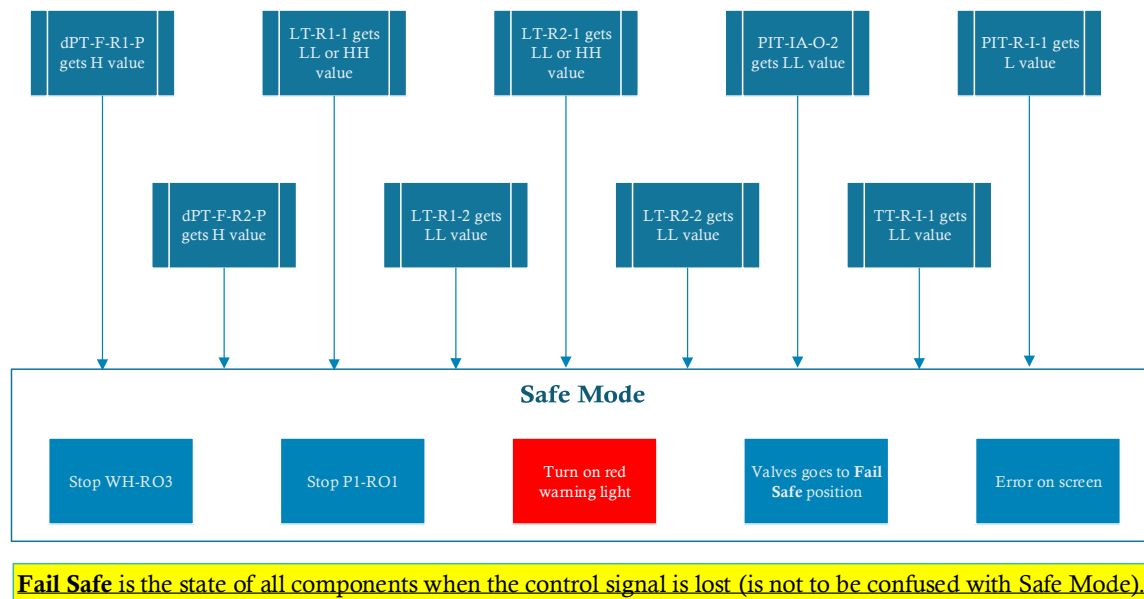 dPT-F-R1-P
gets H value
LT-R1-1 gets
LL or HH
value
LT-R2-1 gets
LL or HH
value
PIT-IA-O-2
gets LL value
PIT-R-I-1 gets
L value
dPT-F-R2-P
gets H value
LT-R1-2 gets
LL value
LT-R2-2 gets
LL value
TT-R-I-1 gets
LL value
Safe Mode
Stop WH-RO3
Stop P1-RO1
Turn on red
warning light
Valves goes to Fail
Safe position
Error on screen
Fail Safe is the state of all components when the control signal is lost (is not to be confused with Safe Mode).